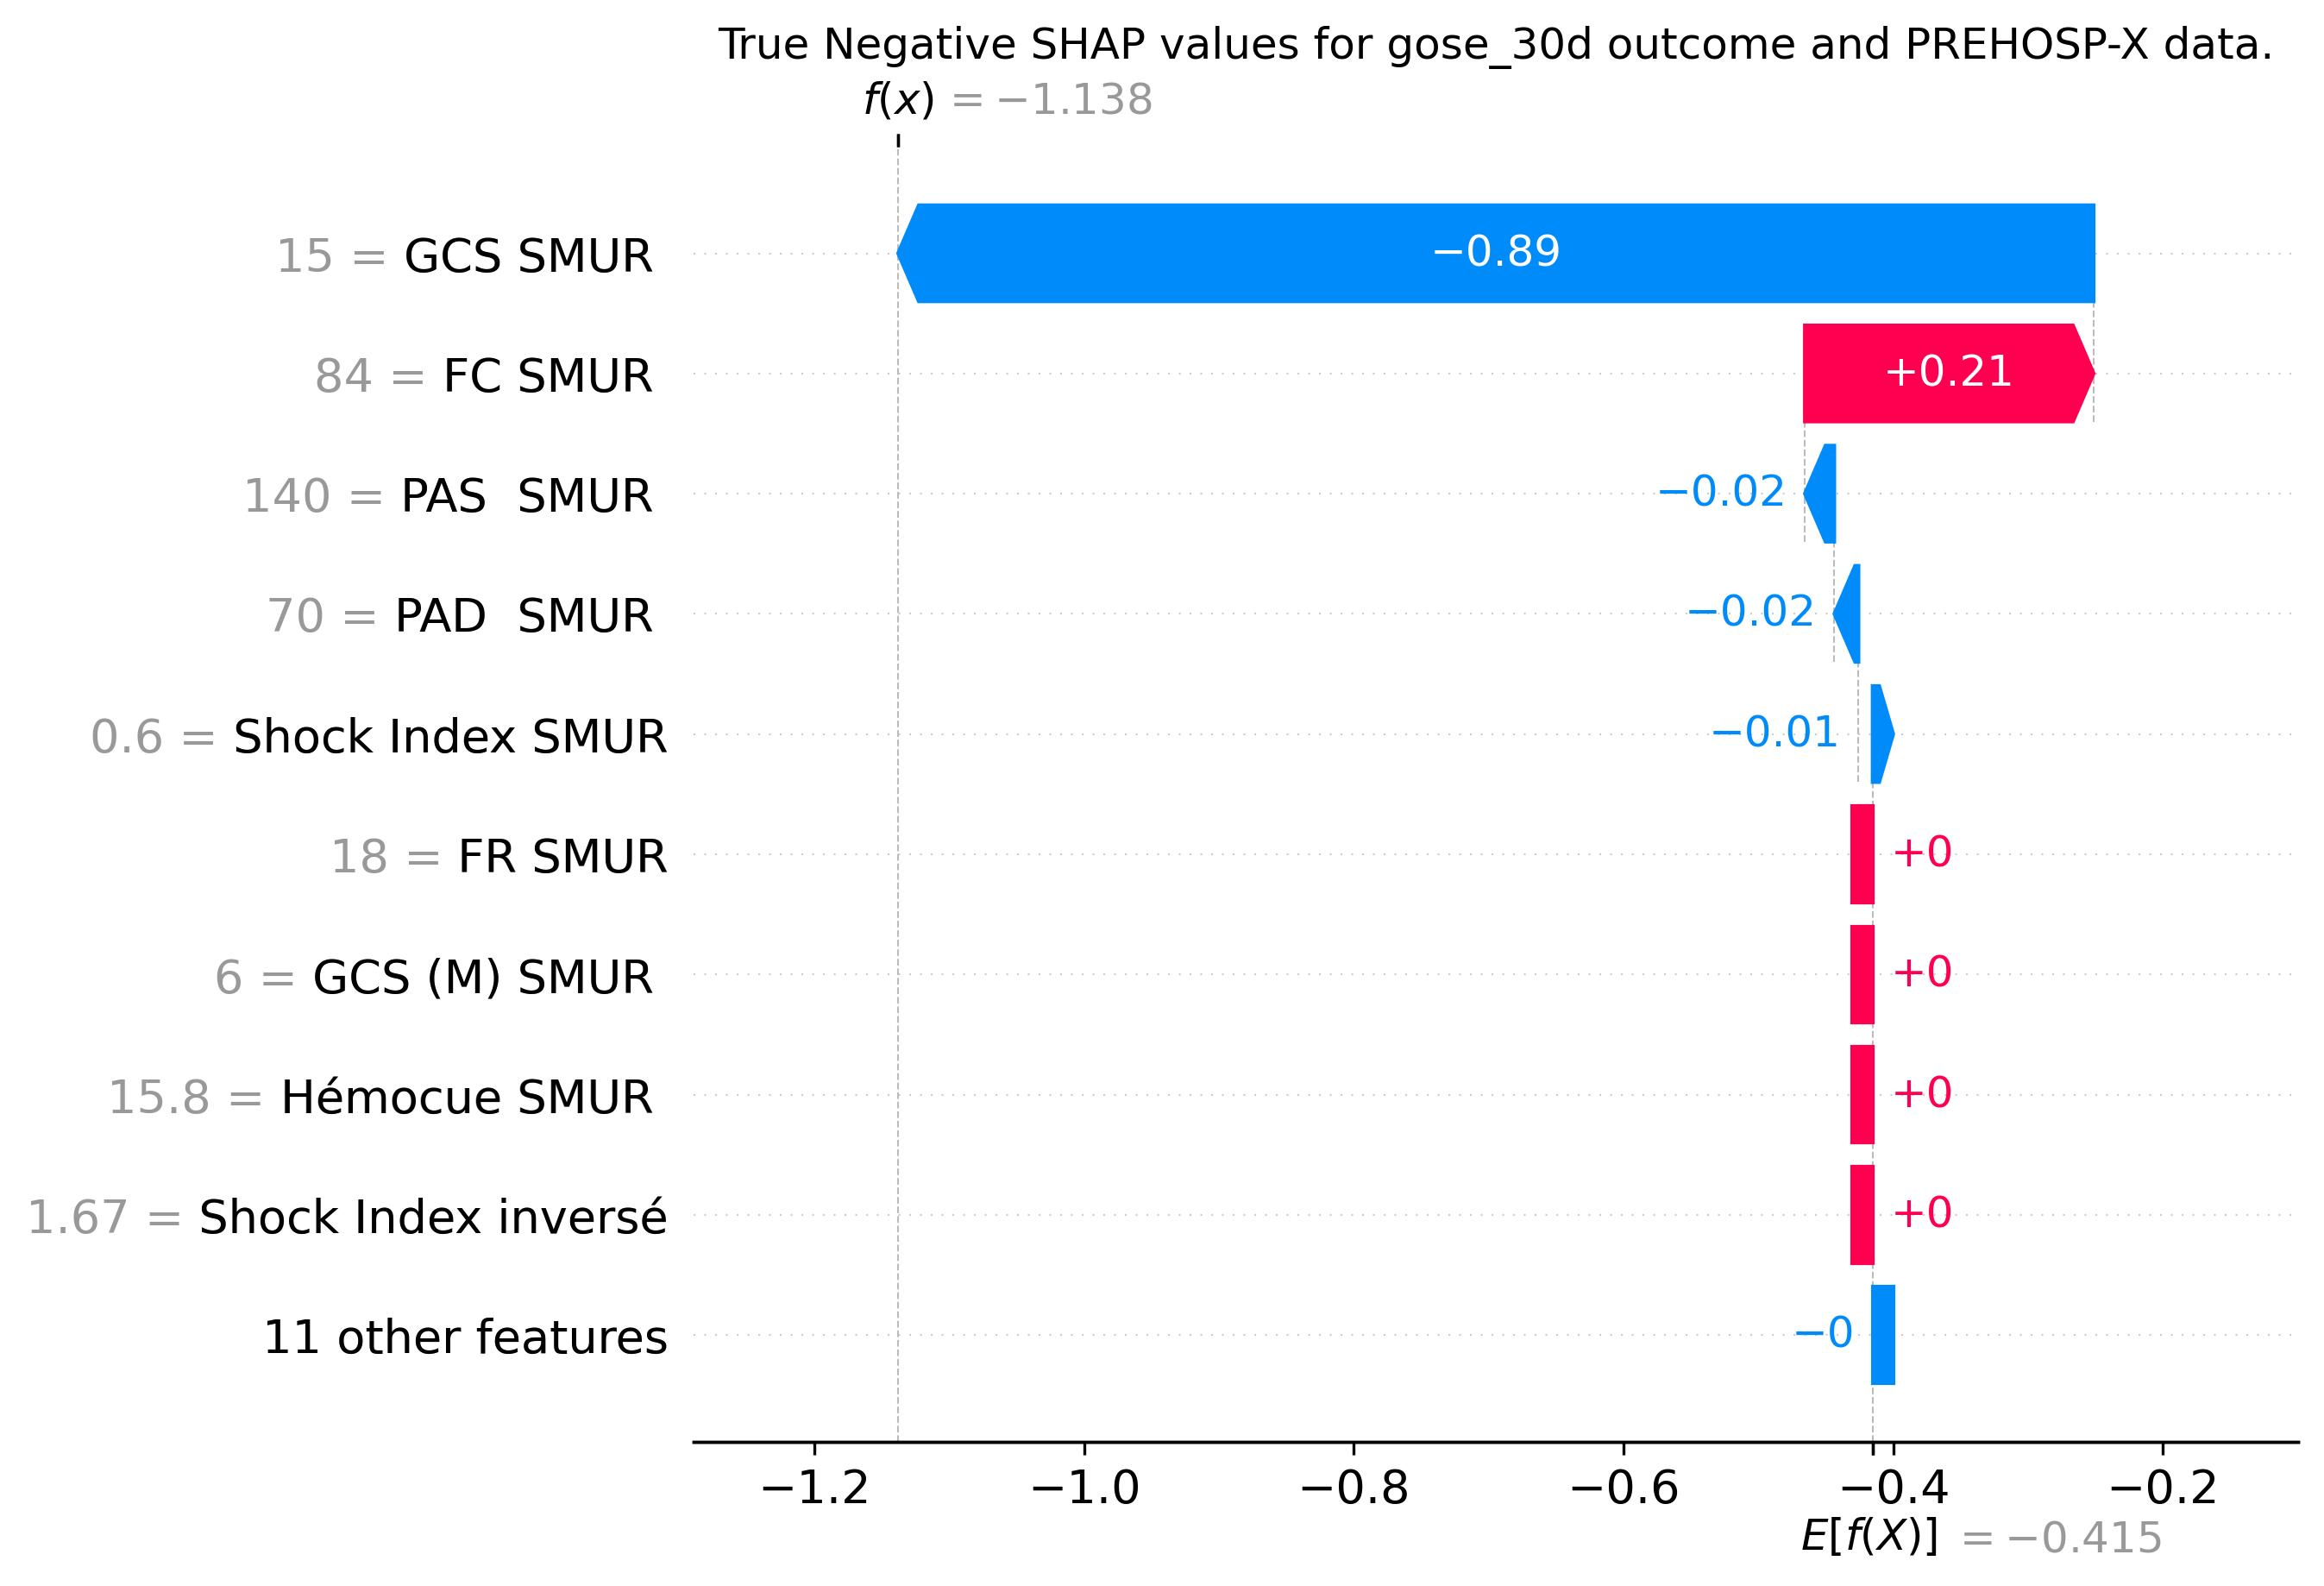 True Negative SHAP values for gose_30d outcome and PREHOSP-X data.
f(x) = −1.138
15 = GCS SMUR
−0.89
84 = FC SMUR
+0.21
140 = PAS  SMUR
−0.02
70 = PAD  SMUR
−0.02
0.6 = Shock Index SMUR
−0.01
18 = FR SMUR
+0
6 = GCS (M) SMUR
+0
15.8 = Hémocue SMUR
+0
1.67 = Shock Index inversé
+0
11 other features
−0
−1.2 −1.0 −0.8 −0.6 −0.4 −0.2
E[f(X)] = −0.415